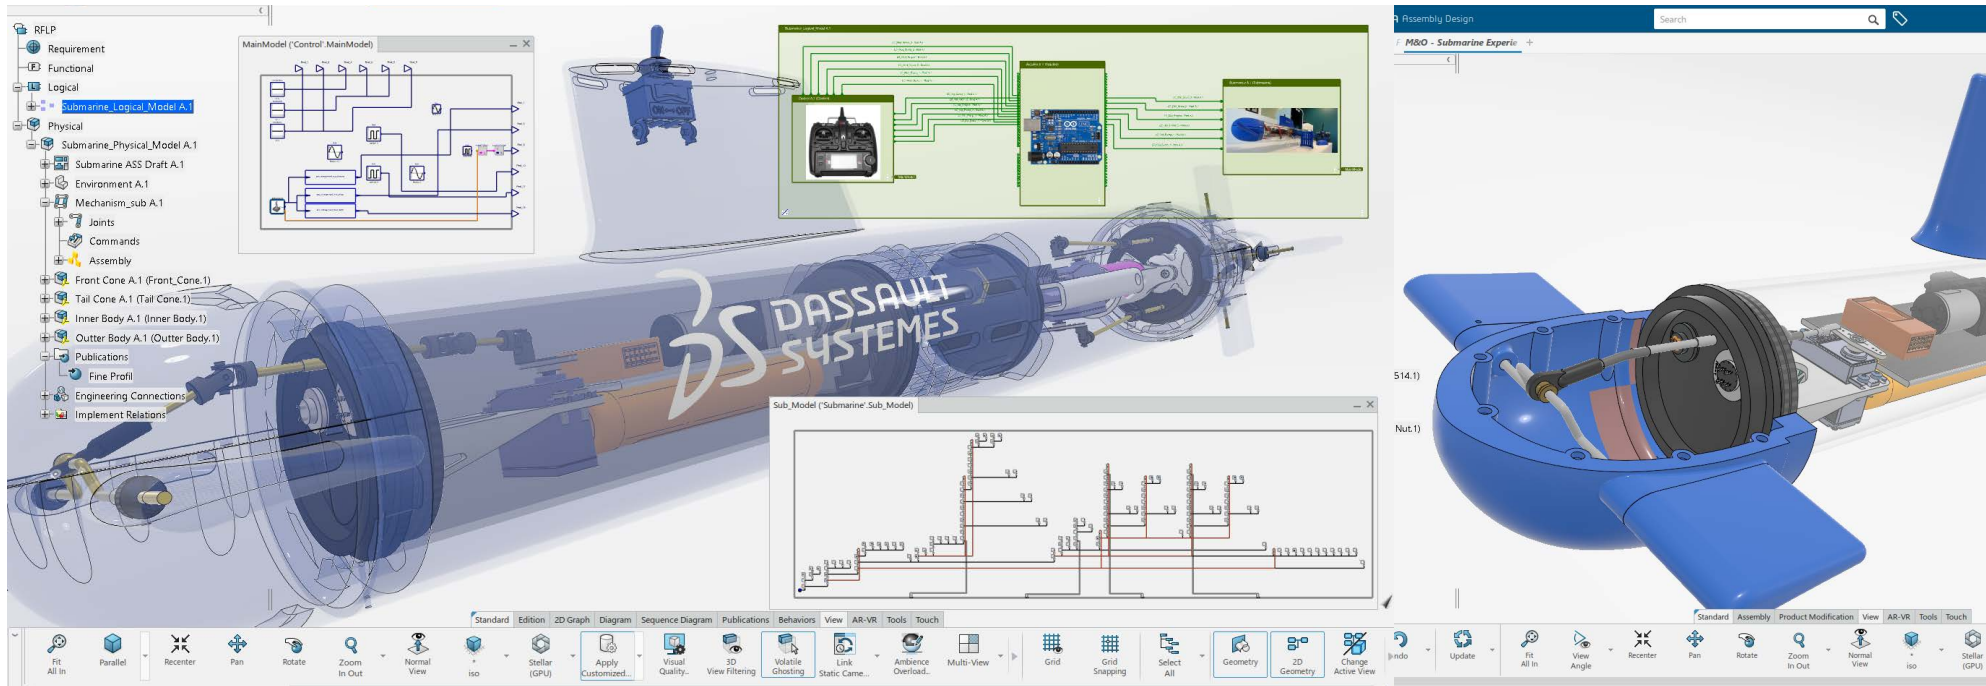 RFLP
Requirement
Functional
Logical
Submarine_Logical_Model A.1
Physical
Submarine_Physical_Model A.1
Submarine ASS Draft A.1
Environment A.1
Mechanism_sub A.1
Joints
Commands
Assembly
Front Cone A.1 (Front_Cone.1)
Tail Cone A.1 (Tail Cone.1)
Inner Body A.1 (Inner Body.1)
Outter Body A.1 (Outter Body.1)
Publications
Fine Profil
Engineering Connections
Implement Relations
MainModel ('Control'.MainModel)
ON OFF
DASSAULT
SYSTEMES
Sub_Model ('Submarine'.Sub_Model)
Standard Edition 2D Graph Diagram Sequence Diagram Publications Behaviors View AR-VR Tools Touch
Fit All In
Parallel
Recenter
Pan
Rotate
Zoom In Out
Normal View
iso
Stellar (GPU)
Apply Customized...
Visual Quality..
3D View Filtering
Volatile Ghosting
Link Static Came...
Ambience Overload..
Multi-View
Grid
Grid Snapping
Select All
Geometry
2D Geometry
Change Active View
Assembly Design
Search
M&O - Submarine Experie
514.1)
Nut.1)
Standard Assembly Product Modification View AR-VR Tools Touch
ndo
Update
Fit All In
View Angle
Recenter
Pan
Rotate
Zoom In Out
Normal View
iso
Stellar (GPU)